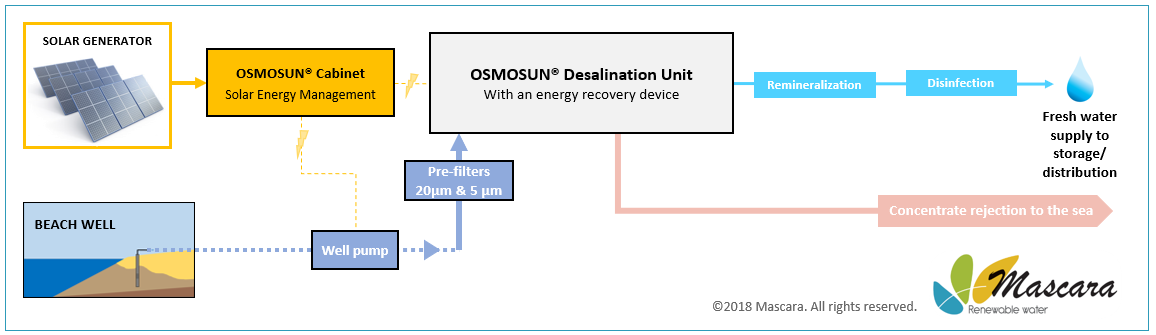 SOLAR GENERATOR
OSMOSUN® Cabinet
Solar Energy Management
OSMOSUN® Desalination Unit
With an energy recovery device
Remineralization
Disinfection
Fresh water
supply to
storage/
distribution
Pre-filters
20µm & 5 µm
BEACH WELL
Well pump
Concentrate rejection to the sea
©2018 Mascara. All rights reserved.
Mascara
Renewable water